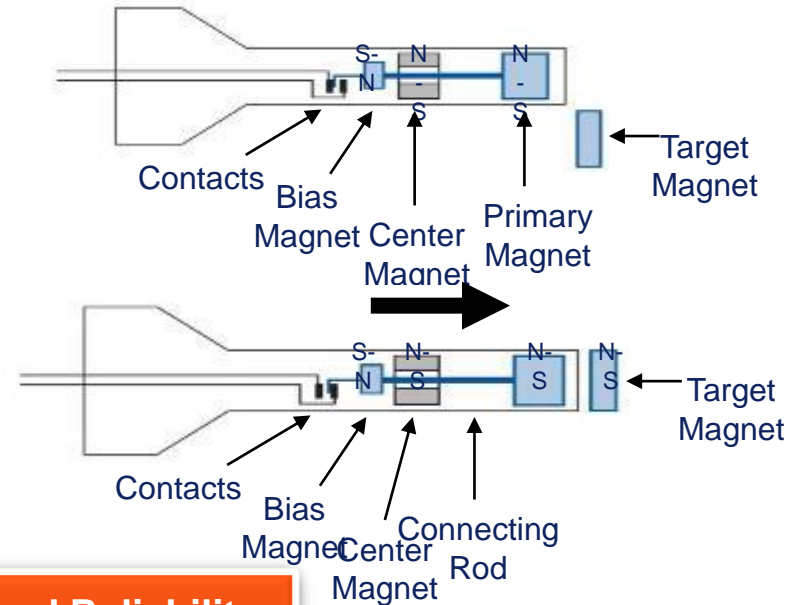 S-
N
N
-
S
N
-
S
Contacts
Bias
Magnet
Center
Magnet
Primary
Magnet
Target
Magnet
S-
N
N-
S
N-
S
N-
S
Target
Magnet
Contacts
Bias
Magnet
Center
Magnet
Connecting
Rod